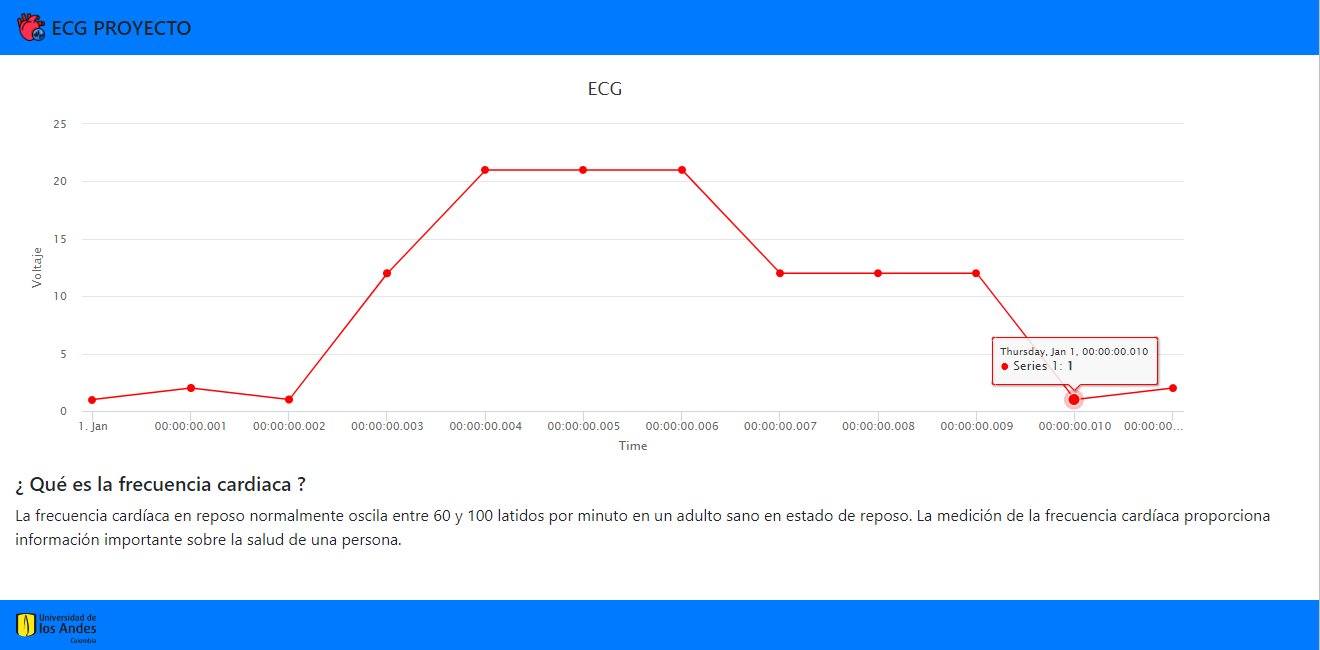 ECG PROYECTO
ECG
25
20
15
10
5
0
Voltaje
Thursday, Jan 1, 00:00:00.010
Series 1: 1
1. Jan 00:00:00.001 00:00:00.002 00:00:00.003 00:00:00.004 00:00:00.005 00:00:00.006 00:00:00.007 00:00:00.008 00:00:00.009 00:00:00.010 00:00:00...
Time
¿ Qué es la frecuencia cardiaca ?
La frecuencia cardíaca en reposo normalmente oscila entre 60 y 100 latidos por minuto en un adulto sano en estado de reposo. La medición de la frecuencia cardíaca proporciona
información importante sobre la salud de una persona.
Universidad de
los Andes
Colombia